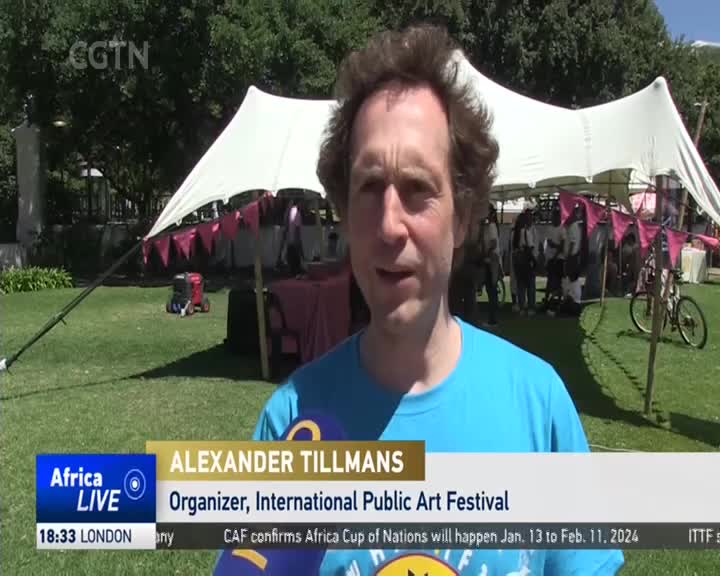 CGTN
ALEXANDER TILLMANS
Organizer, International Public Art Festival
Africa
LIVE
18:33 LONDON
any CAF confirms Africa Cup of Nations will happen Jan. 13 to Feb. 11, 2024 ITTF